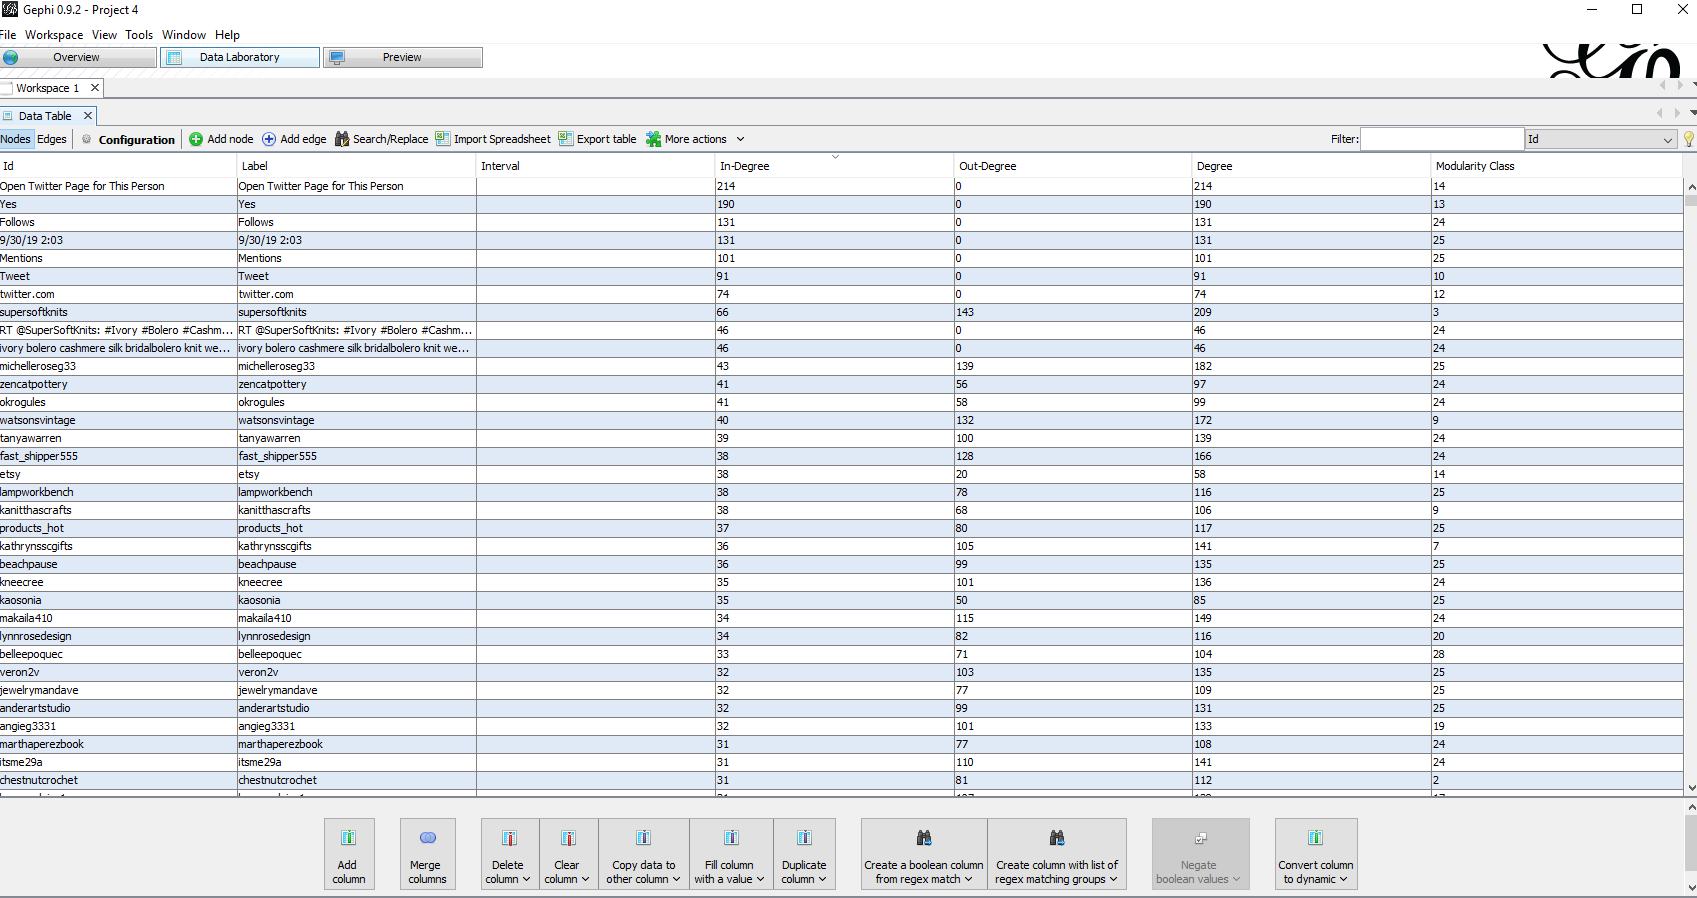 Gephi 0.9.2 - Project 4
File Workspace View Tools Window Help
Overview Data Laboratory Preview
Workspace 1
Data Table
Nodes Edges Configuration Add node Add edge Search/Replace Import Spreadsheet Export table More actions Filter: Id
Id Label Interval In-Degree Out-Degree Degree Modularity Class
Open Twitter Page for This Person Open Twitter Page for This Person 214 0 214 14
Yes Yes 190 0 190 13
Follows Follows 131 0 131 24
9/30/19 2:03 9/30/19 2:03 131 0 131 25
Mentions Mentions 101 0 101 25
Tweet Tweet 91 0 91 10
twitter.com twitter.com 74 0 74 12
supersoftknits supersoftknits 66 143 209 3
RT @SuperSoftKnits: #Ivory #Bolero #Cashm... RT @SuperSoftKnits: #Ivory #Bolero #Cashm... 46 0 46 24
ivory bolero cashmere silk bridalbolero knit we... ivory bolero cashmere silk bridalbolero knit we... 46 0 46 24
michelleroseg33 michelleroseg33 43 139 182 25
zencatpottery zencatpottery 41 56 97 24
okrogules okrogules 41 58 99 24
watsonsvintage watsonsvintage 40 132 172 9
tanyawarren tanyawarren 39 100 139 24
fast_shipper555 fast_shipper555 38 128 166 24
etsy etsy 38 20 58 14
lampworkbench lampworkbench 38 78 116 25
kanitthascrafts kanitthascrafts 38 68 106 9
products_hot products_hot 37 80 117 25
kathrynsscgifts kathrynsscgifts 36 105 141 7
beachpause beachpause 36 99 135 25
kneecree kneecree 35 101 136 24
kaosonia kaosonia 35 50 85 25
makaila410 makaila410 34 115 149 24
lynnrosedesign lynnrosedesign 34 82 116 20
belleepoquec belleepoquec 33 71 104 28
veron2v veron2v 32 103 135 25
jewelrymandave jewelrymandave 32 77 109 25
anderartstudio anderartstudio 32 99 131 25
angieg3331 angieg3331 32 101 133 19
marthaperezbook marthaperezbook 31 77 108 24
itsme29a itsme29a 31 110 141 24
chestnutcrochet chestnutcrochet 31 81 112 2
Add column
Merge columns
Delete column
Clear column
Copy data to other column
Fill column with a value
Duplicate column
Create a boolean column from regex match
Create column with list of regex matching groups
Negate boolean values
Convert column to dynamic